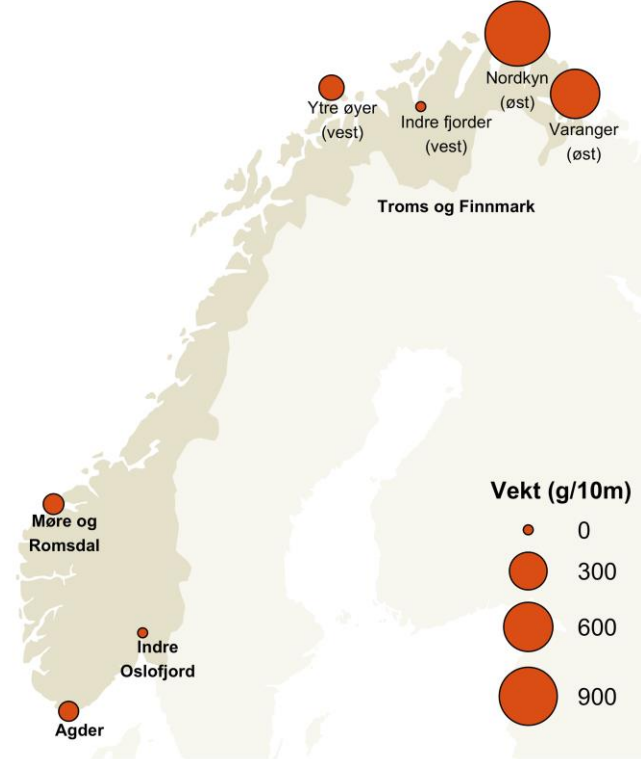 Nordkyn
(øst)
Ytre øyer
(vest)
Indre fjorder
(vest)
Varanger
(øst)
Troms og Finnmark
Vekt (g/10m)
0
300
600
900
Møre og
Romsdal
Indre
Oslofjord
Agder